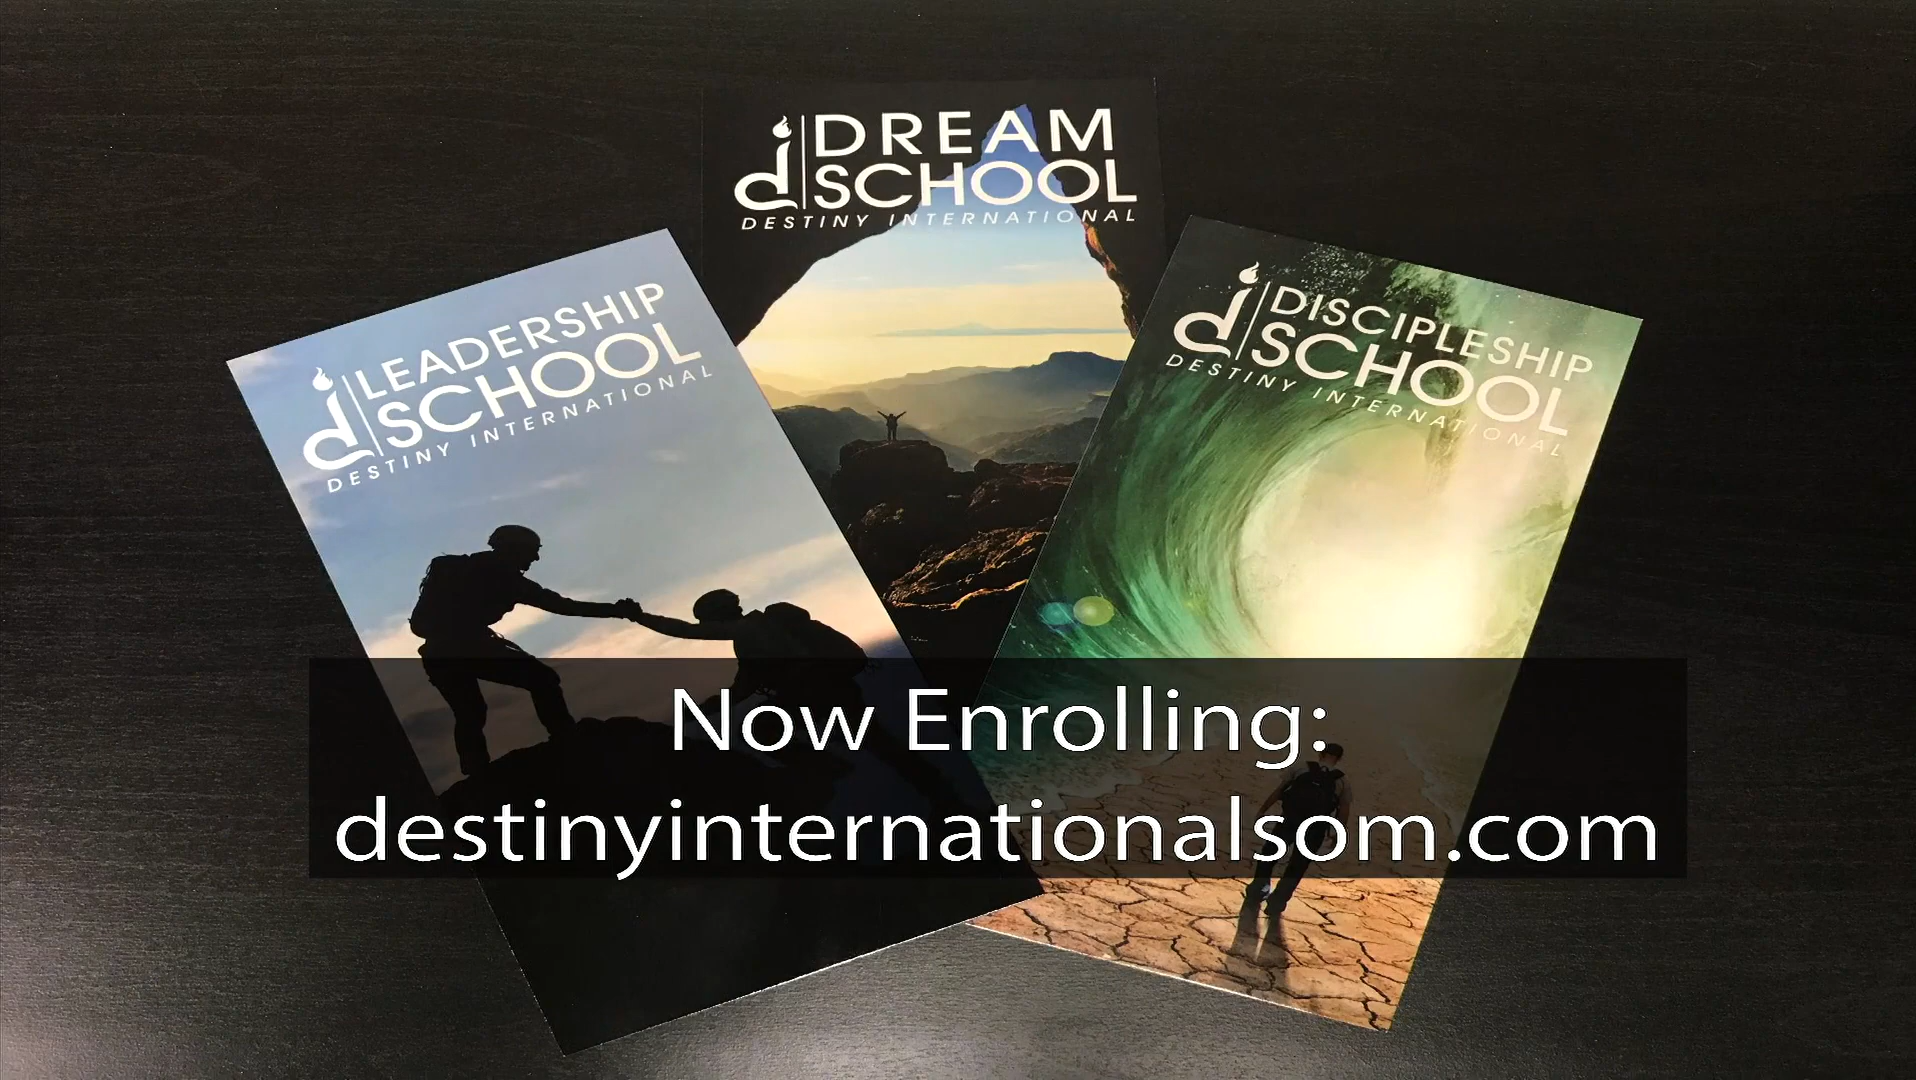 DREAM
SCHOOL
DESTINY INTERNATIONAL
LEADERSHIP
SCHOOL
DESTINY INTERNATIONAL
DISCIPLESHIP
SCHOOL
DESTINY INTERNATIONAL
Now Enrolling:
destinyinternationalsom.com